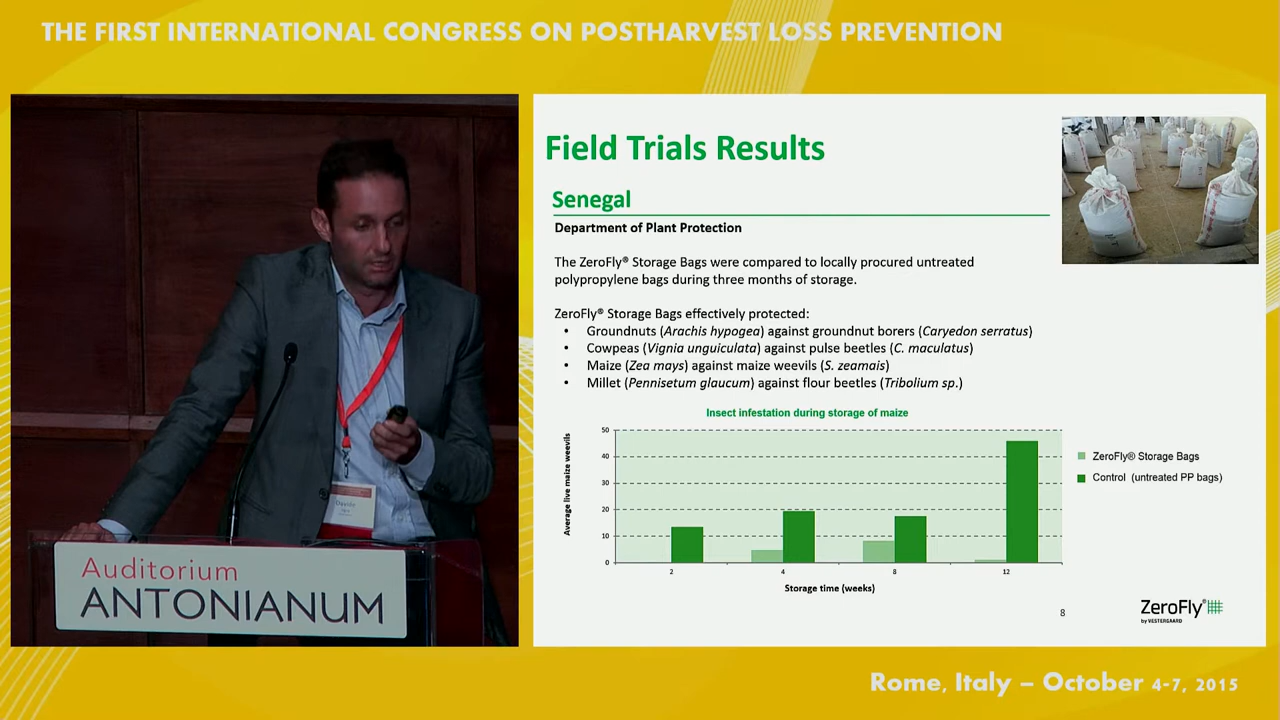 THE FIRST INTERNATIONAL CONGRESS ON POSTHARVEST LOSS PREVENTION
Field Trials Results
Senegal
Department of Plant Protection
The ZeroFly® Storage Bags were compared to locally procured untreated
polypropylene bags during three months of storage.
ZeroFly® Storage Bags effectively protected:
• Groundnuts (Arachis hypogea) against groundnut borers (Caryedon serratus)
• Cowpeas (Vignia unguiculata) against pulse beetles (C. maculatus)
• Maize (Zea mays) against maize weevils (S. zeamais)
• Millet (Pennisetum glaucum) against flour beetles (Tribolium sp.)
Insect infestation during storage of maize
Average live maize weevils
50
40
30
20
10
0
2 4 8 12
Storage time (weeks)
ZeroFly® Storage Bags
Control (untreated PP bags)
8
ZeroFly®
by VESTERGAARD
Davide
Auditorium
ANTONIANUM
Rome, Italy – October 4-7, 2015